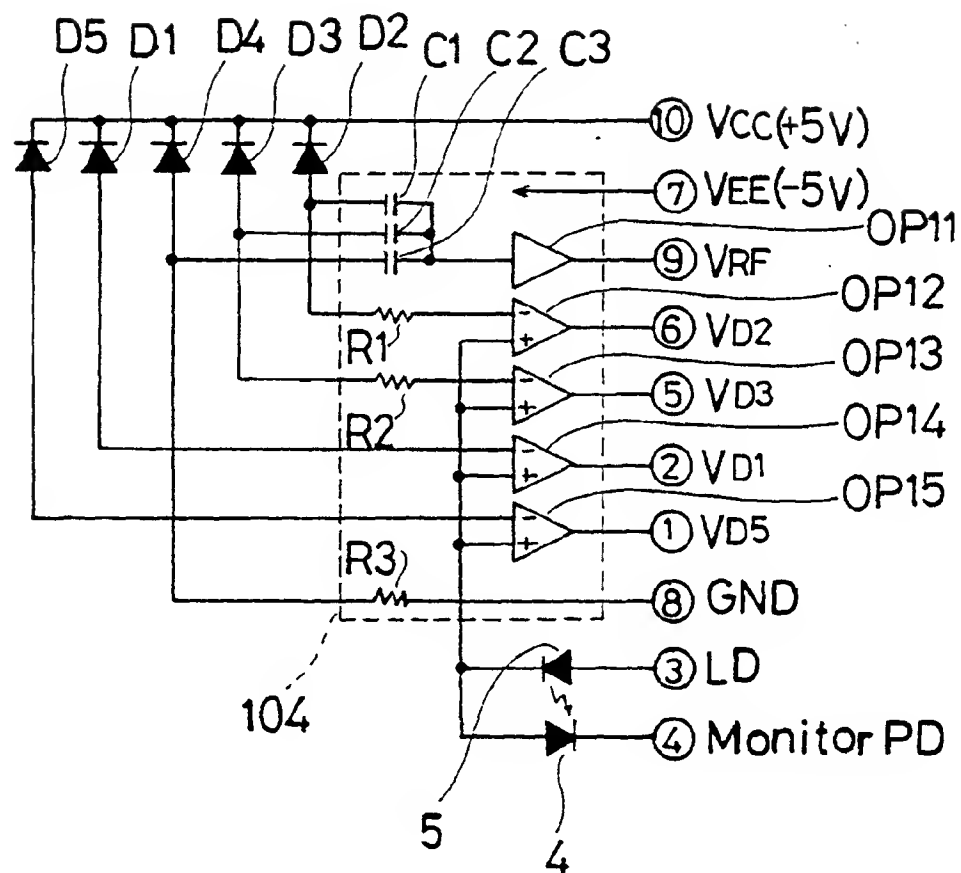 D5 D1 D4 D3 D2 C1 C2 C3
⑩ VCC(+5V)
⑦ VEE(-5V)
OP11
⑨ VRF
OP12
- +
⑥ VD2
R1
OP13
- +
⑤ VD3
R2
OP14
- +
② VD1
OP15
- +
① VD5
R3
⑧ GND
5
③ LD
104
④ Monitor PD
5
4